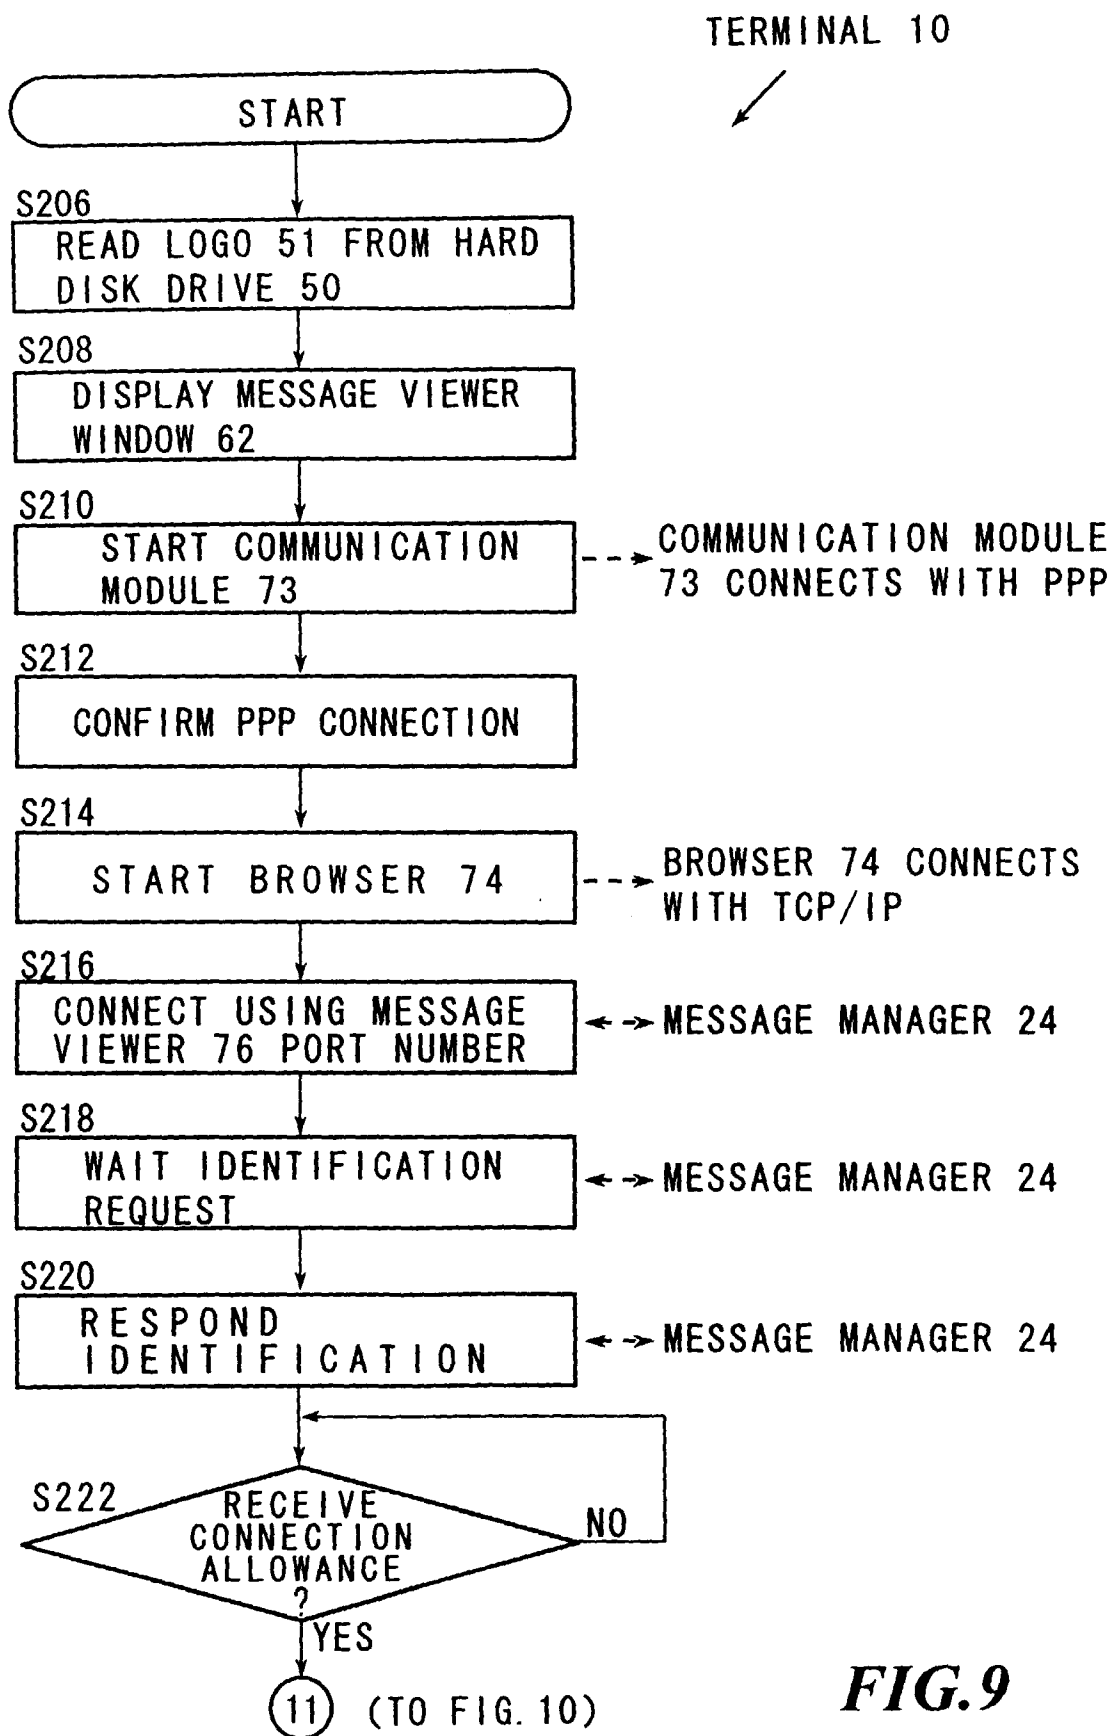 TERMINAL 10
START
S206
READ LOGO 51 FROM HARD
DISK DRIVE 50
S208
DISPLAY MESSAGE VIEWER
WINDOW 62
S210
START COMMUNICATION
MODULE 73
COMMUNICATION MODULE
73 CONNECTS WITH PPP
S212
CONFIRM PPP CONNECTION
S214
START BROWSER 74
BROWSER 74 CONNECTS
WITH TCP/IP
S216
CONNECT USING MESSAGE
VIEWER 76 PORT NUMBER
MESSAGE MANAGER 24
S218
WAIT IDENTIFICATION
REQUEST
MESSAGE MANAGER 24
S220
RESPOND
IDENTIFICATION
MESSAGE MANAGER 24
S222
RECEIVE
CONNECTION
ALLOWANCE
?
NO
YES
11 (TO FIG. 10)
FIG. 9